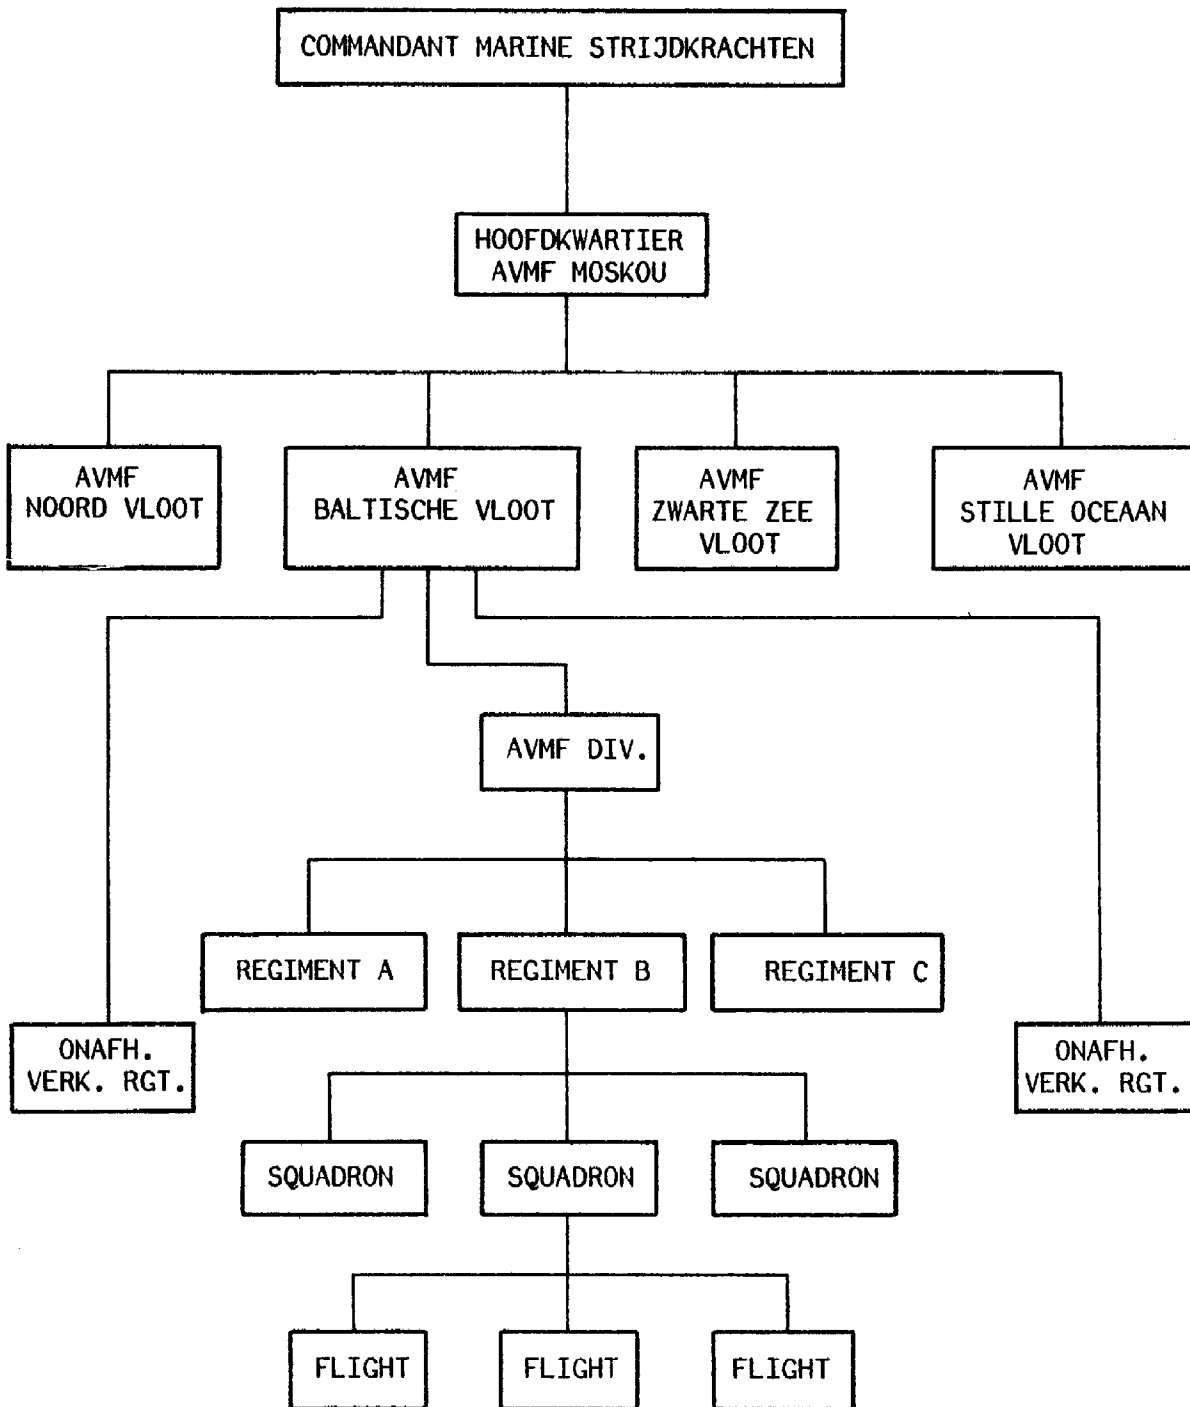 COMMANDANT MARINE STRIJDKRACHTEN
HOOFDKWARTIER
AVMF MOSKOU
AVMF
NOORD VLOOT
AVMF
BALTISCHE VLOOT
AVMF
ZWARTE ZEE
VLOOT
AVMF
STILLE OCEAAN
VLOOT
AVMF DIV.
REGIMENT A
REGIMENT B
REGIMENT C
ONAFH.
VERK. RGT.
ONAFH.
VERK. RGT.
SQUADRON
SQUADRON
SQUADRON
FLIGHT
FLIGHT
FLIGHT